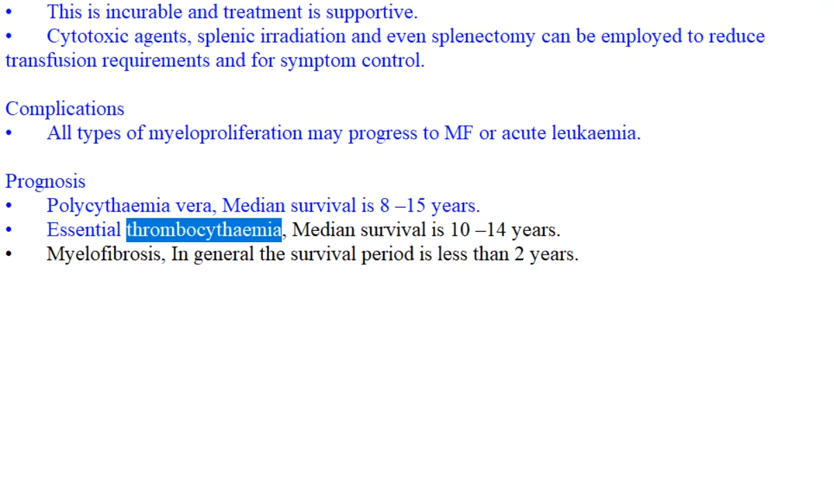 • This is incurable and treatment is supportive.
• Cytotoxic agents, splenic irradiation and even splenectomy can be employed to reduce
transfusion requirements and for symptom control.
Complications
• All types of myeloproliferation may progress to MF or acute leukaemia.
Prognosis
• Polycythaemia vera, Median survival is 8 –15 years.
• Essential thrombocythaemia, Median survival is 10 –14 years.
• Myelofibrosis, In general the survival period is less than 2 years.